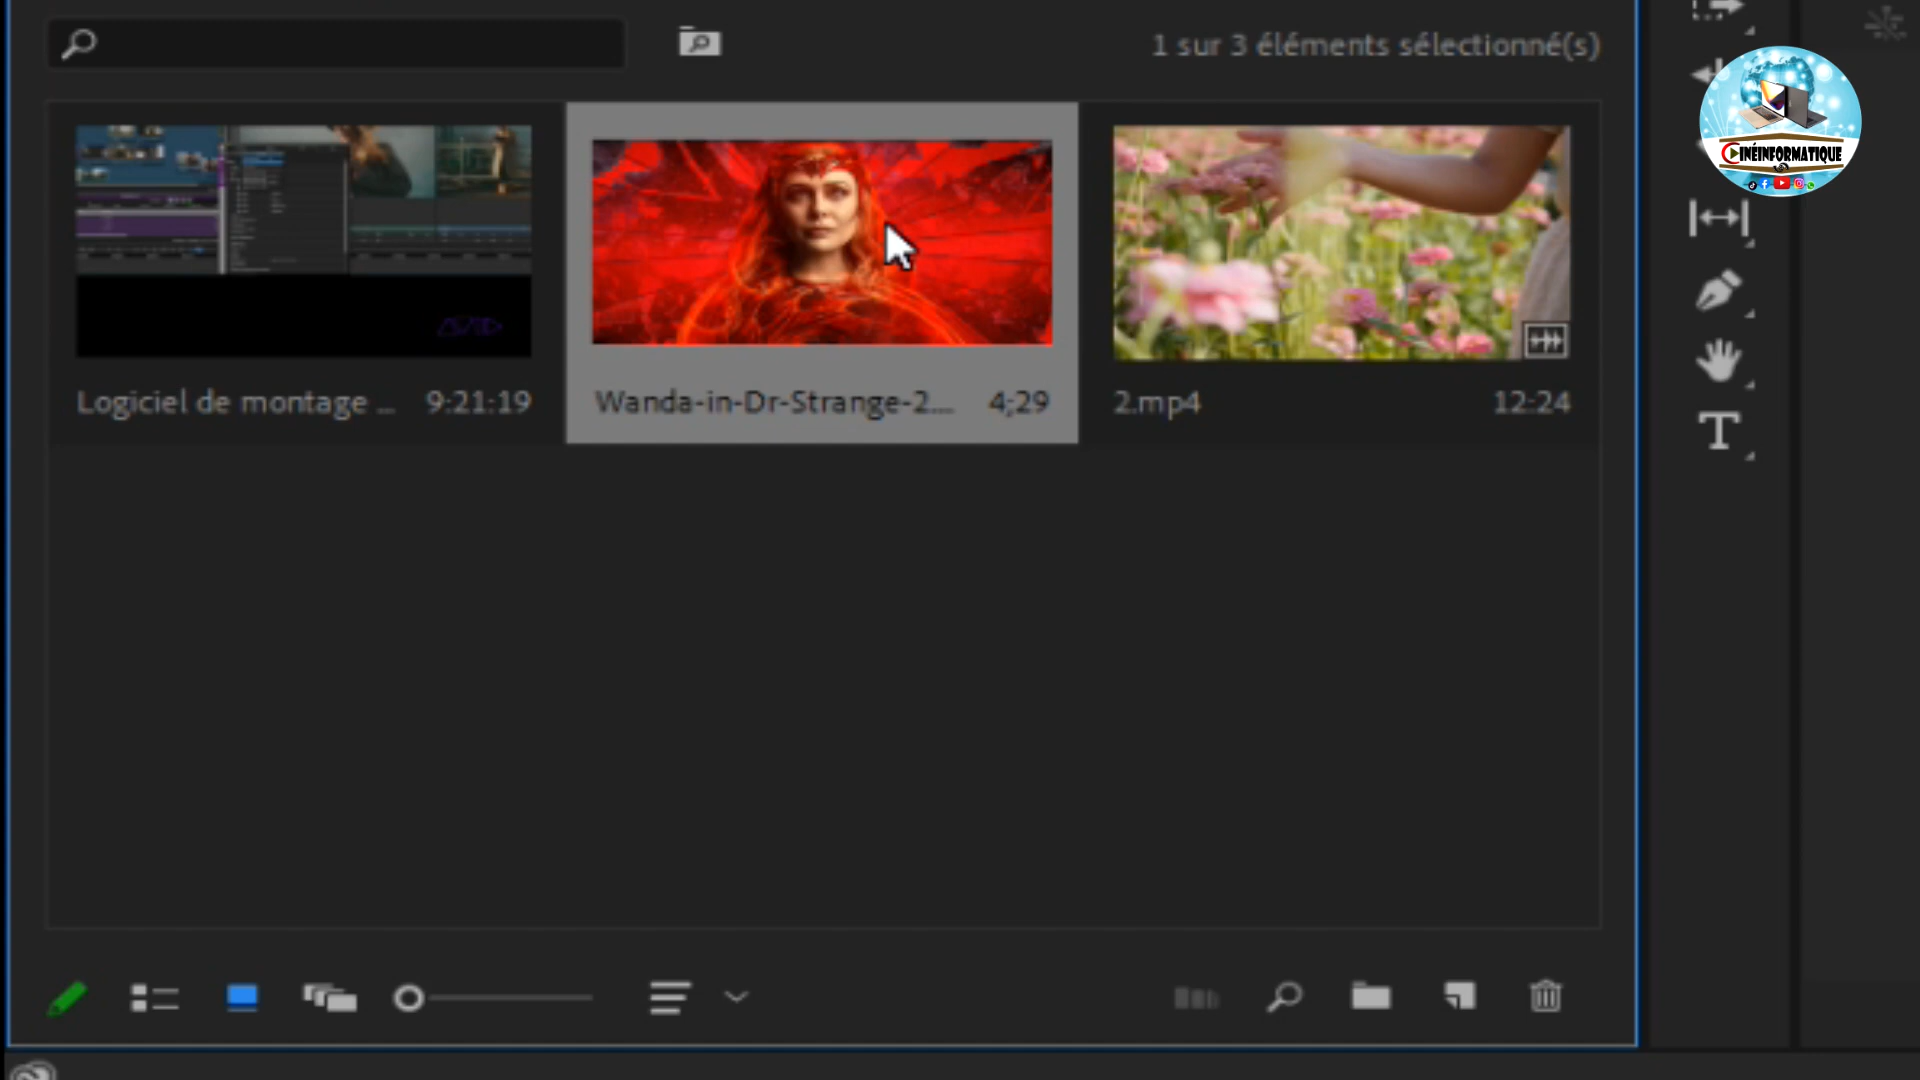 1 sur 3 éléments sélectionné(s)
CINÉINFORMATIQUE
AVID
Logiciel de montage ... 9:21:19
Wanda-in-Dr-Strange-2.... 4;29
2.mp4 12:24
T